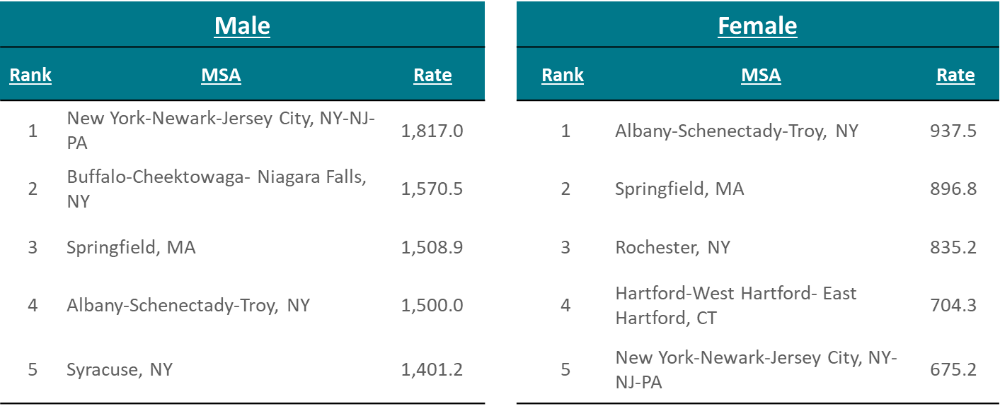 Male
Rank MSA Rate
1 New York-Newark-Jersey City, NY-NJ-
PA 1,817.0
2 Buffalo-Cheektowaga- Niagara Falls,
NY 1,570.5
3 Springfield, MA 1,508.9
4 Albany-Schenectady-Troy, NY 1,500.0
5 Syracuse, NY 1,401.2
Female
Rank MSA Rate
1 Albany-Schenectady-Troy, NY 937.5
2 Springfield, MA 896.8
3 Rochester, NY 835.2
4 Hartford-West Hartford- East
Hartford, CT 704.3
5 New York-Newark-Jersey City, NY-
NJ-PA 675.2